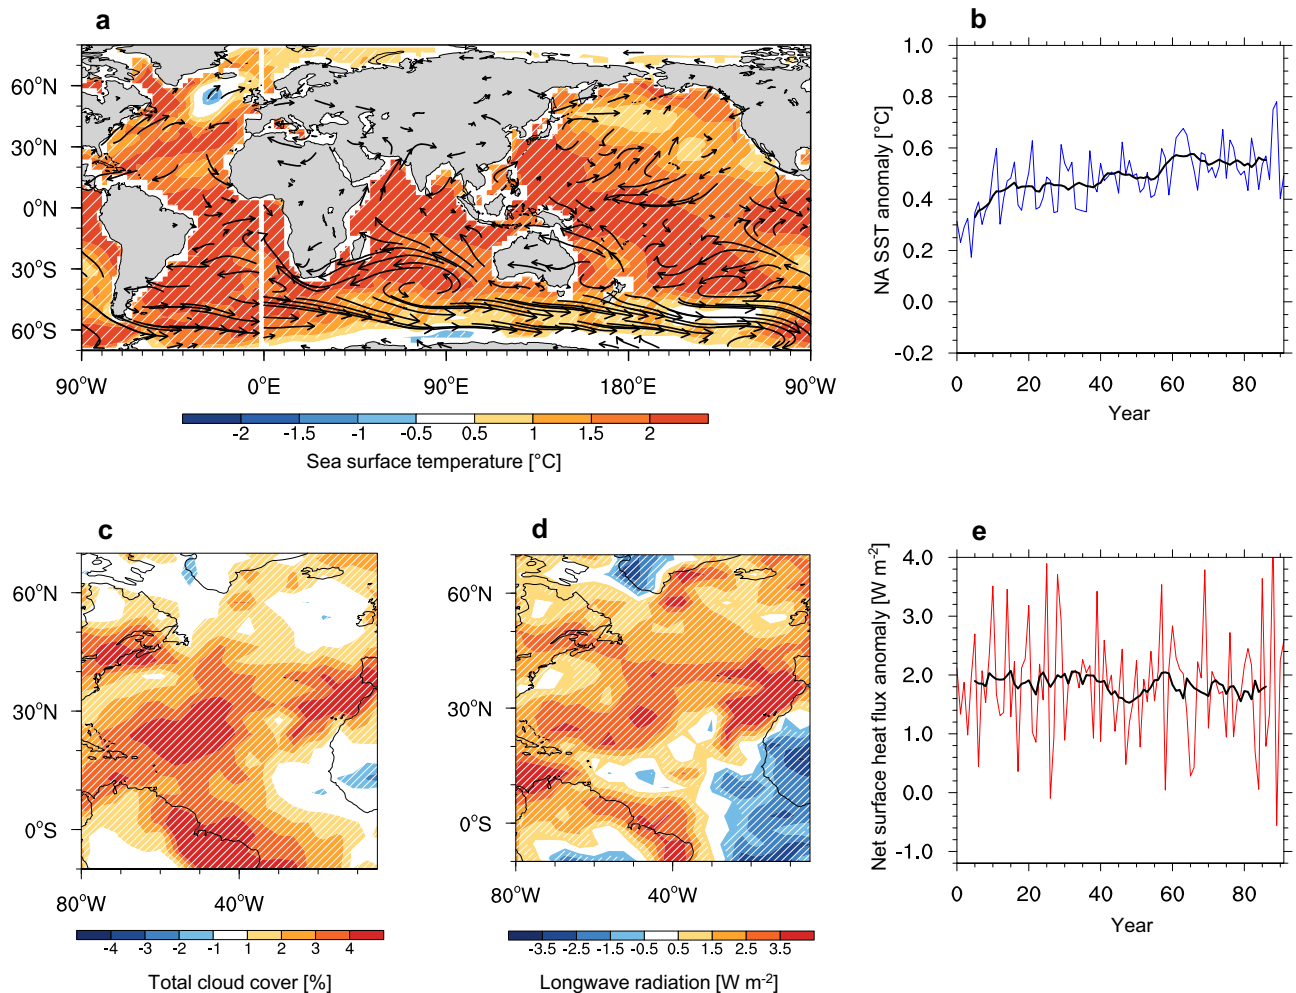 a
60°N
30°N
0°N
30°S
60°S
90°W
0°E
90°E
180°E
90°W
-2
-1.5
-1
-0.5
0.5
1
1.5
2
Sea surface temperature [°C]
b
NA SST anomaly [°C]
1.0
0.8
0.6
0.4
0.2
0.0
-0.2
0
20
40
60
80
Year
c
60°N
30°N
0°S
80°W
40°W
-4
-3
-2
-1
1
2
3
4
Total cloud cover [%]
d
60°N
30°N
0°S
80°W
40°W
-3.5
-2.5
-1.5
-0.5
0.5
1.5
2.5
3.5
Longwave radiation [W m-2]
e
Net surface heat flux anomaly [W m-2]
4.0
3.0
2.0
1.0
0.0
-1.0
0
20
40
60
80
Year